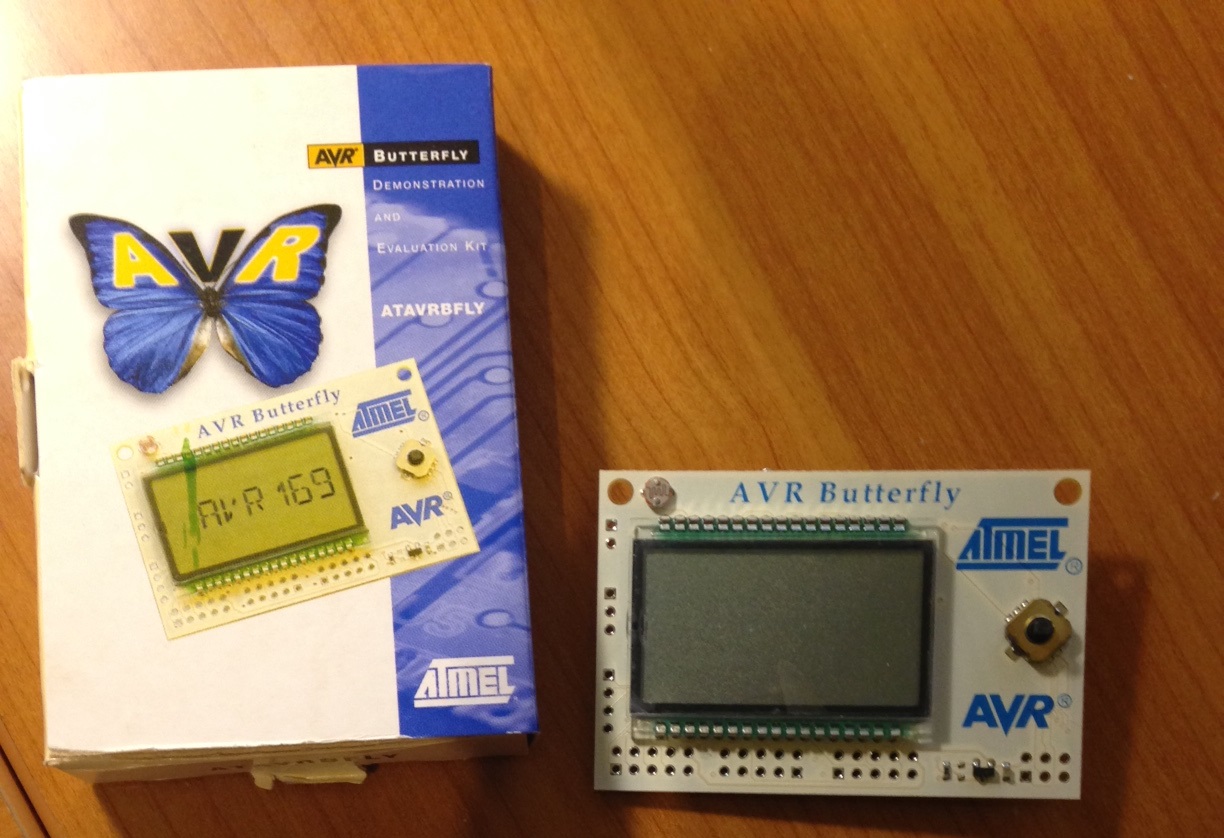 AVR® BUTTERFLY
DEMONSTRATION
AND
EVALUATION KIT
ATAVRBFLY
AVR
AVR Butterfly
ATMEL®
AVR 169
AVR®
ATMEL
AVR Butterfly
ATMEL®
AVR®